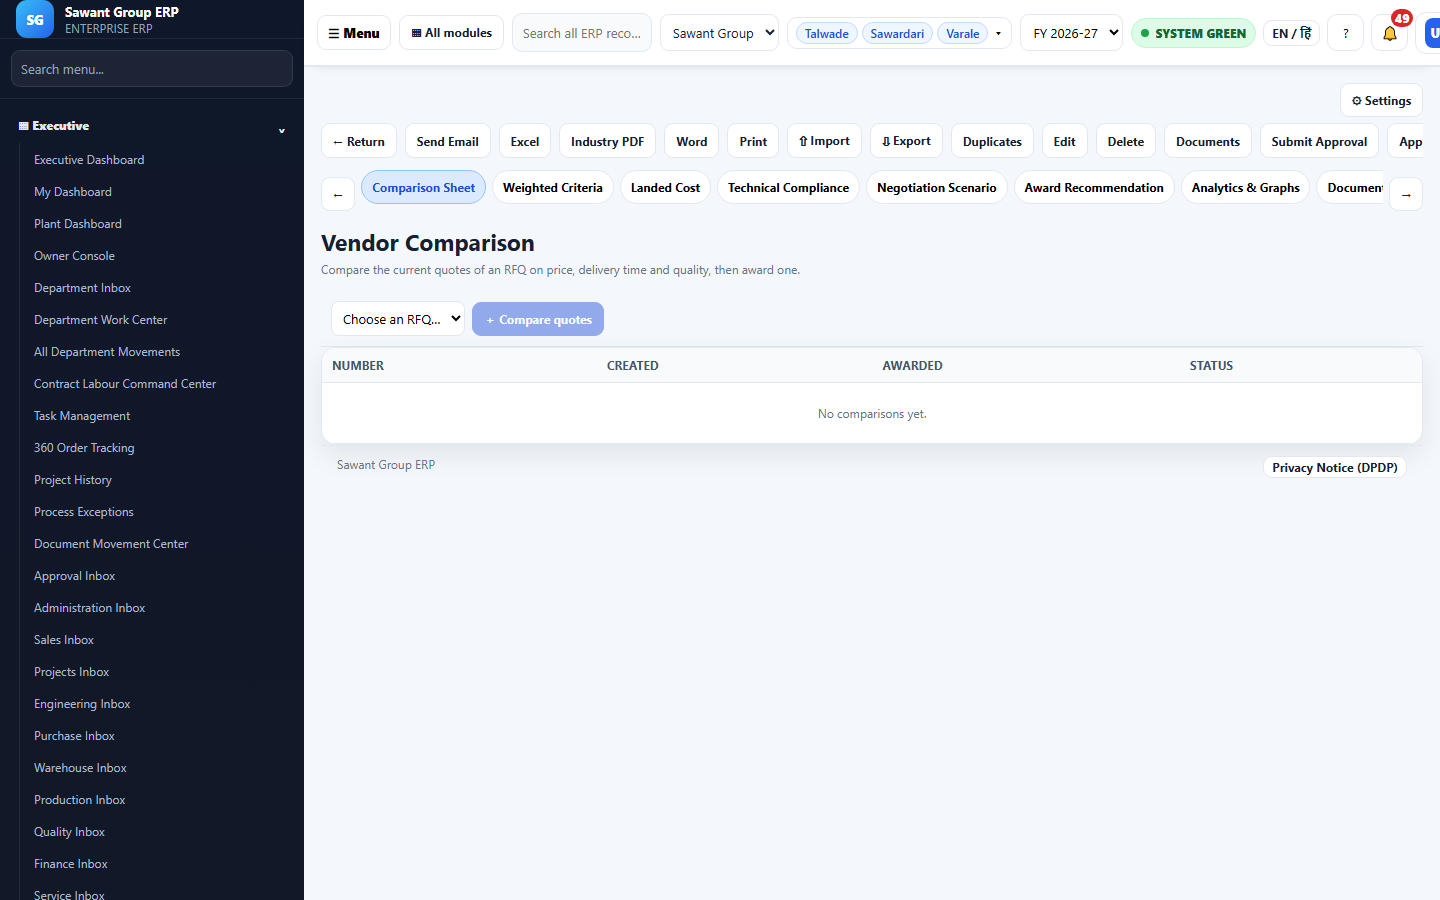 SG
Sawant Group ERP
ENTERPRISE ERP
Search menu...
Executive
Executive Dashboard
My Dashboard
Plant Dashboard
Owner Console
Department Inbox
Department Work Center
All Department Movements
Contract Labour Command Center
Task Management
360 Order Tracking
Project History
Process Exceptions
Document Movement Center
Approval Inbox
Administration Inbox
Sales Inbox
Projects Inbox
Engineering Inbox
Purchase Inbox
Warehouse Inbox
Production Inbox
Quality Inbox
Finance Inbox
Service Inbox
☰ Menu
All modules
Search all ERP reco...
Sawant Group
Talwade Sawardari Varale
FY 2026-27
SYSTEM GREEN
EN / हिं
?
49
U
⚙ Settings
← Return
Send Email
Excel
Industry PDF
Word
Print
⇧ Import
⇩ Export
Duplicates
Edit
Delete
Documents
Submit Approval
App
←
Comparison Sheet
Weighted Criteria
Landed Cost
Technical Compliance
Negotiation Scenario
Award Recommendation
Analytics & Graphs
Document
→
Vendor Comparison
Compare the current quotes of an RFQ on price, delivery time and quality, then award one.
Choose an RFQ...
+ Compare quotes
NUMBER CREATED AWARDED STATUS
No comparisons yet.
Sawant Group ERP
Privacy Notice (DPDP)